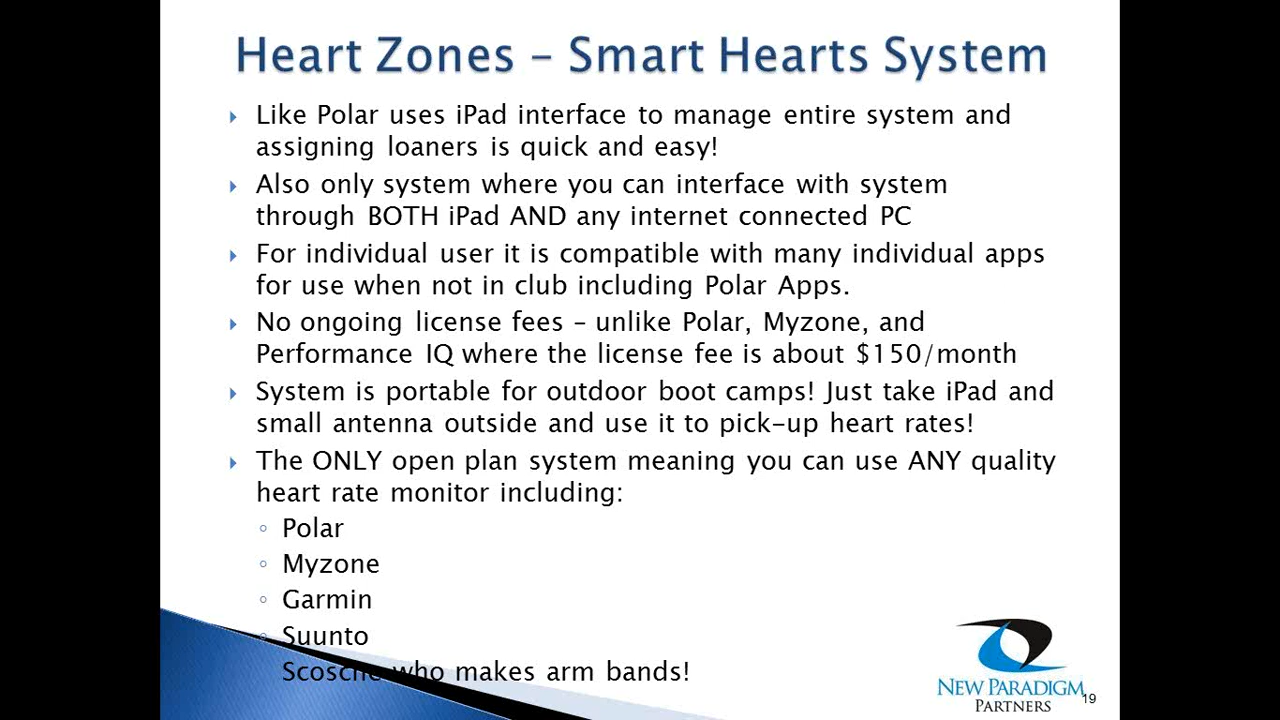 Heart Zones – Smart Hearts System
Like Polar uses iPad interface to manage entire system and
assigning loaners is quick and easy!
Also only system where you can interface with system
through BOTH iPad AND any internet connected PC
For individual user it is compatible with many individual apps
for use when not in club including Polar Apps.
No ongoing license fees – unlike Polar, Myzone, and
Performance IQ where the license fee is about $150/month
System is portable for outdoor boot camps! Just take iPad and
small antenna outside and use it to pick-up heart rates!
The ONLY open plan system meaning you can use ANY quality
heart rate monitor including:
Polar
Myzone
Garmin
Suunto
Scosche who makes arm bands!
NEW PARADIGM
PARTNERS
19